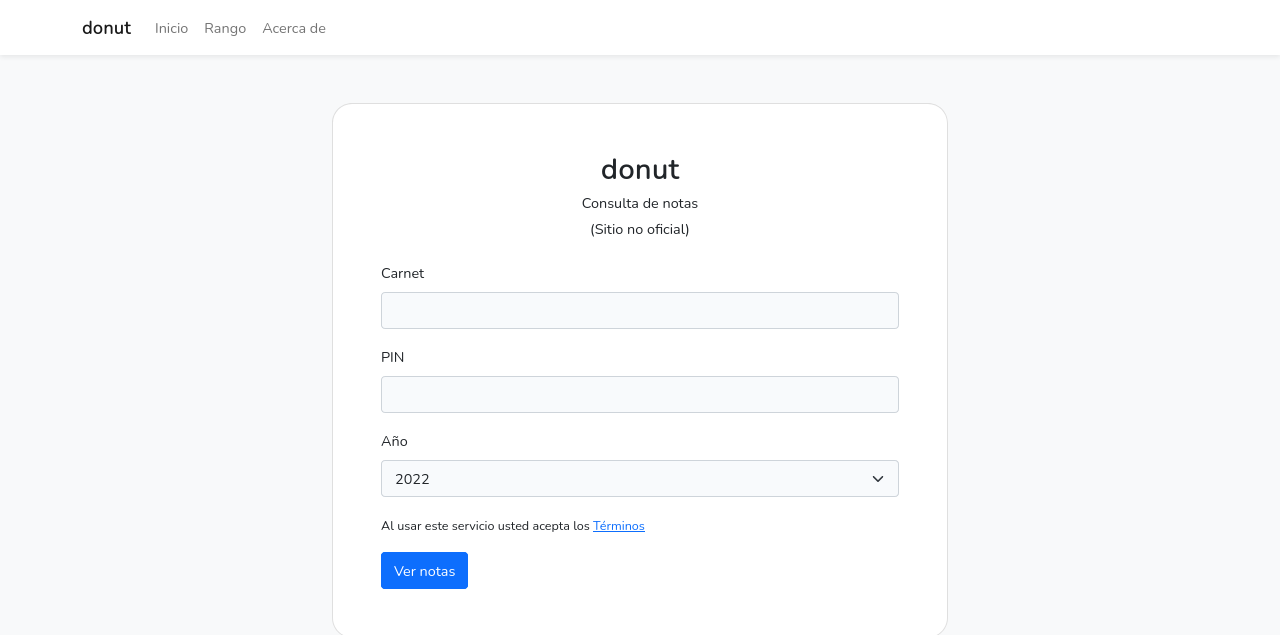 donut Inicio Rango Acerca de
donut
Consulta de notas
(Sitio no oficial)
Carnet
PIN
Año
2022
Al usar este servicio usted acepta los Términos
Ver notas